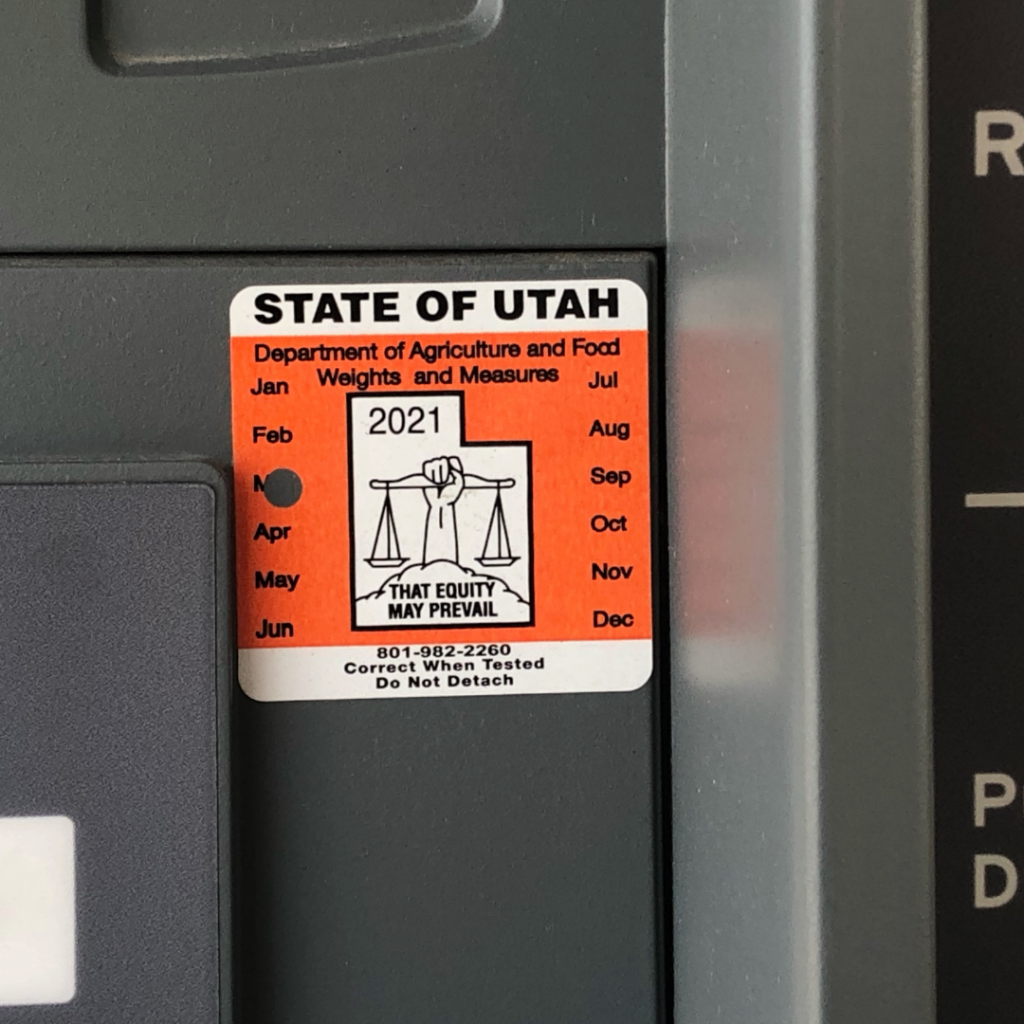 STATE OF UTAH
Department of Agriculture and Food
Weights and Measures
Jan
Feb
Apr
May
Jun
Jul
Aug
Sep
Oct
Nov
Dec
2021
THAT EQUITY
MAY PREVAIL
801-982-2260
Correct When Tested
Do Not Detach
R
P
D